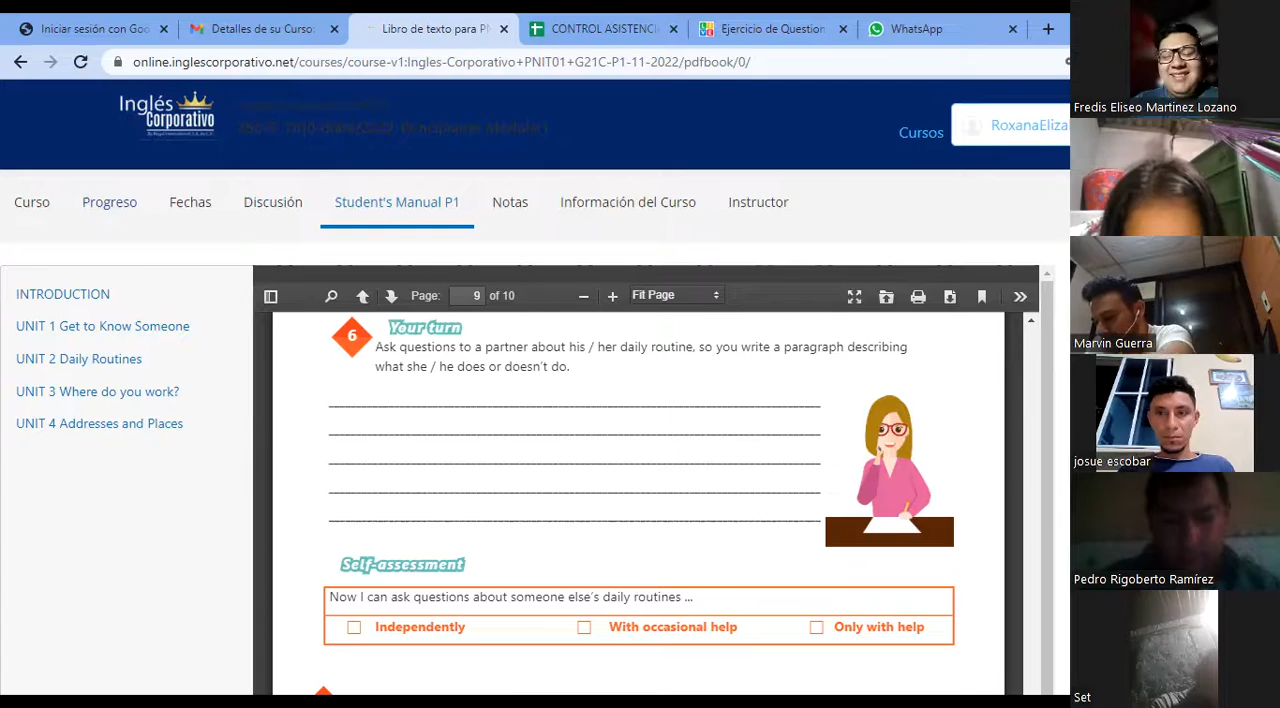 Iniciar sesión con Goo
Detalles de su Curso:
Libro de texto para PN
CONTROL ASISTENCI
Ejercicio de Question
WhatsApp
online.inglescorporativo.net/courses/course-v1:Ingles-Corporativo+PNIT01+G21C-P1-11-2022/pdfbook/0/
Inglés
Corporativo
Cursos
RoxanaEliza
Curso
Progreso
Fechas
Discusión
Student's Manual P1
Notas
Información del Curso
Instructor
INTRODUCTION
UNIT 1 Get to Know Someone
UNIT 2 Daily Routines
UNIT 3 Where do you work?
UNIT 4 Addresses and Places
Page: 9 of 10
Fit Page
6
Your turn
Ask questions to a partner about his / her daily routine, so you write a paragraph describing
what she / he does or doesn't do.
Self-assessment
Now I can ask questions about someone else´s daily routines ...
Independently
With occasional help
Only with help
Fredis Eliseo Martinez Lozano
Marvin Guerra
josue escobar
Pedro Rigoberto Ramírez
Set